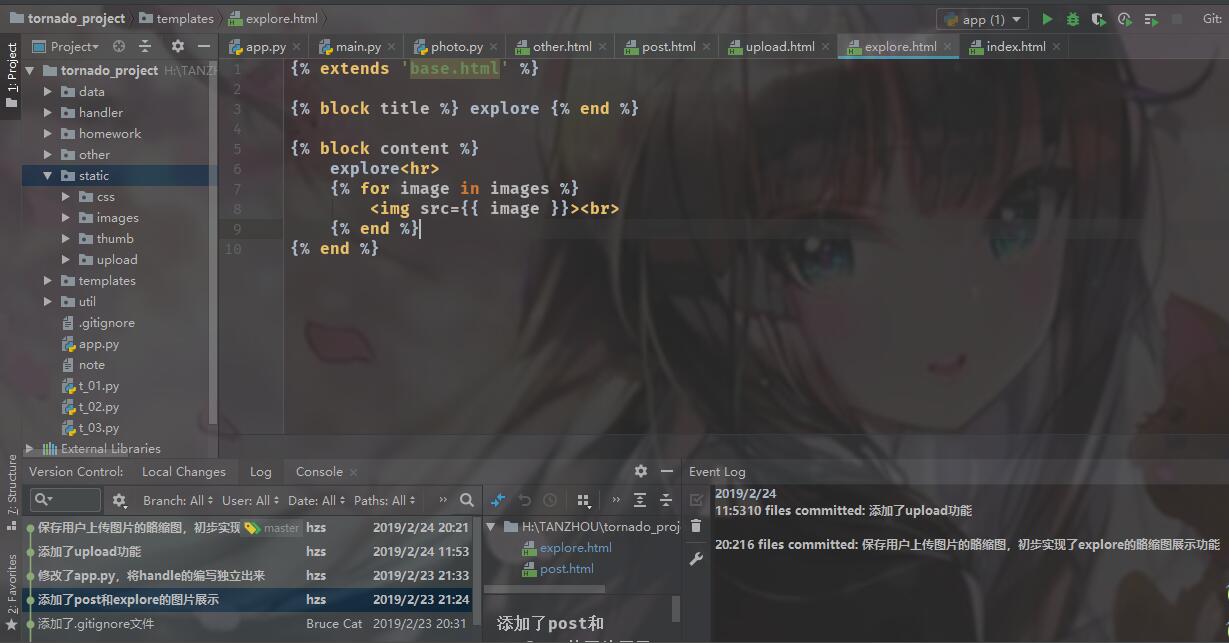 tornado_project templates explore.html app (1) Git:
1: Project
Project
app.py main.py photo.py other.html post.html upload.html explore.html index.html
tornado_project H:\TANZH
data
handler
homework
other
static
css
images
thumb
upload
templates
util
.gitignore
app.py
note
t_01.py
t_02.py
t_03.py
External Libraries
1 {% extends 'base.html' %}
2
3 {% block title %} explore {% end %}
4
5 {% block content %}
6 explore<hr>
7 {% for image in images %}
8 <img src={{ image }}><br>
9 {% end %}
10 {% end %}
Z: Structure
2: Favorites
Version Control: Local Changes Log Console
Branch: All User: All Date: All Paths: All
保存用户上传图片的略缩图，初步实现 master hzs 2019/2/24 20:21
添加了upload功能 hzs 2019/2/24 11:53
修改了app.py，将handle的编写独立出来 hzs 2019/2/23 21:33
添加了post和explore的图片展示 hzs 2019/2/23 21:24
添加了.gitignore文件 Bruce Cat 2019/2/23 20:31
H:\TANZHOU\tornado_proj
explore.html
post.html
添加了post和
Event Log
2019/2/24
11:53 10 files committed: 添加了upload功能
20:21 6 files committed: 保存用户上传图片的略缩图，初步实现了explore的略缩图展示功能